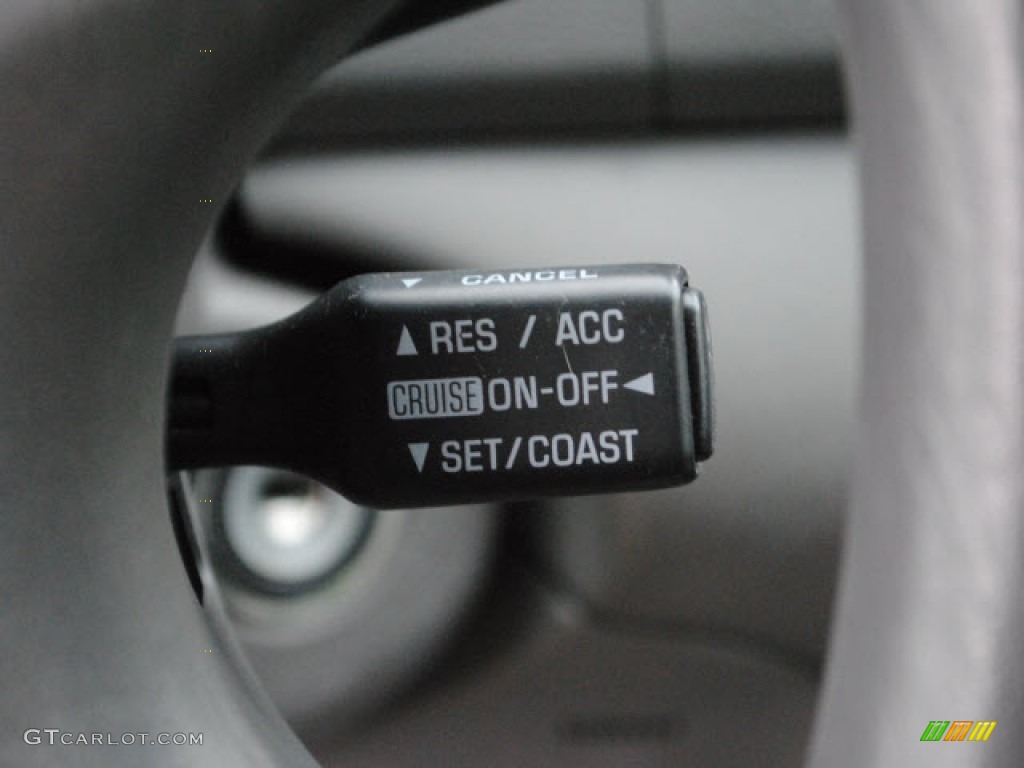 CANCEL
RES / ACC
CRUISE ON-OFF
SET/COAST
GTCARLOT.COM